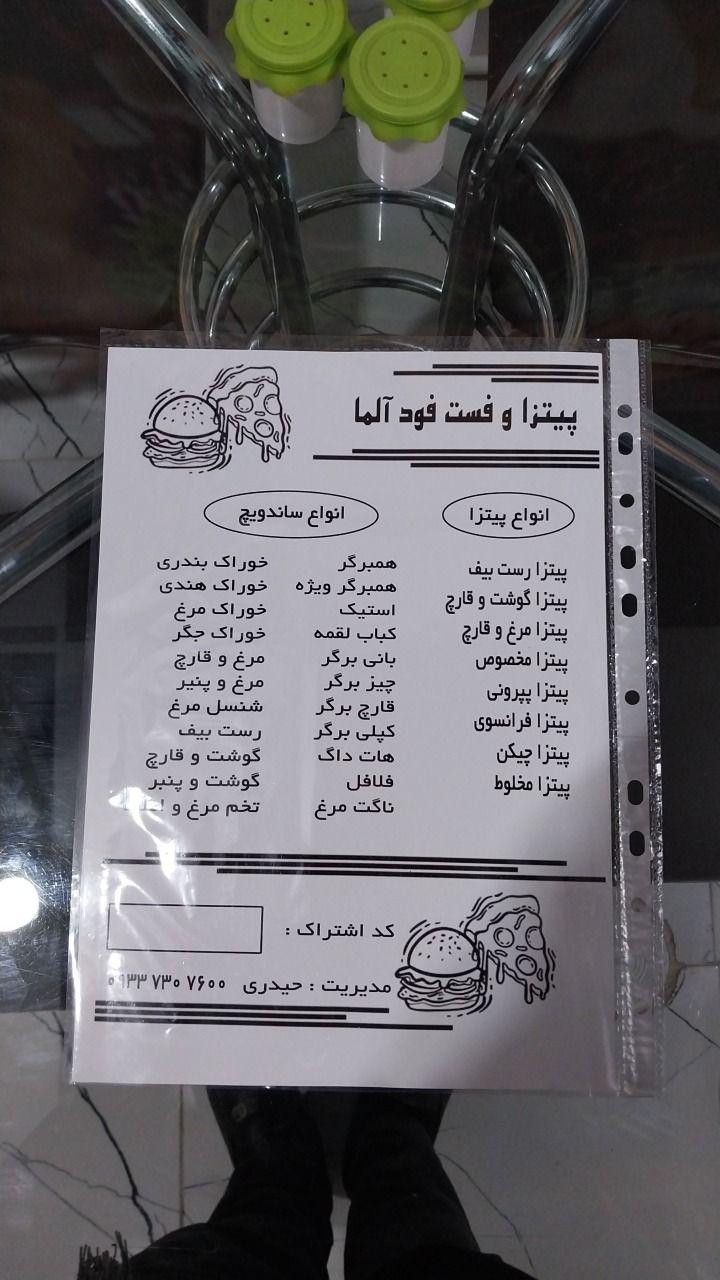 پیتزا و فست فود آلما
انواع پیتزا
پیتزا رست بیف
پیتزا گوشت و قارچ
پیتزا مرغ و قارچ
پیتزا مخصوص
پیتزا پپرونی
پیتزا فرانسوی
پیتزا چیکن
پیتزا مخلوط
انواع ساندویچ
همبرگر
همبرگر ویژه
استیک
کباب لقمه
بانی برگر
چیز برگر
قارچ برگر
کپلی برگر
هات داگ
فلافل
ناگت مرغ
خوراک بندری
خوراک هندی
خوراک مرغ
خوراک جگر
مرغ و قارچ
مرغ و پنیر
شنسل مرغ
رست بیف
گوشت و قارچ
گوشت و پنیر
تخم مرغ و
کد اشتراک :
مدیریت : حیدری ۰۹۳۳ ۷۳۰ ۷۶۰۰